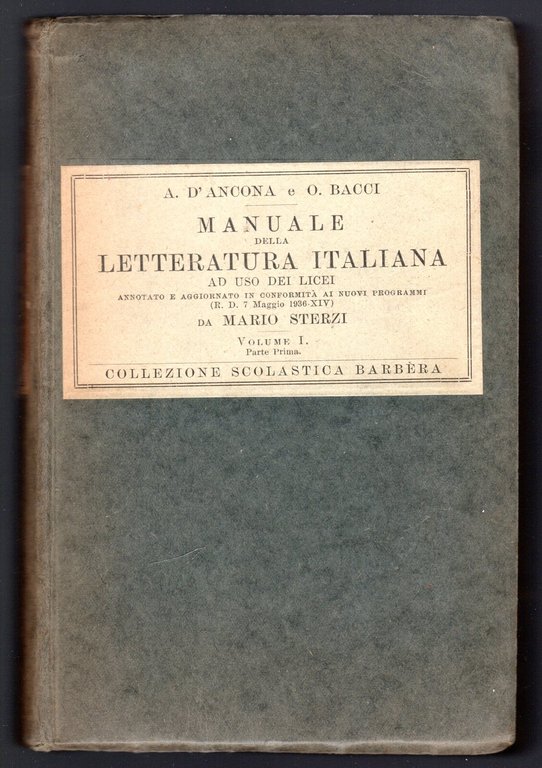 A. D'ANCONA e O. BACCI
MANUALE
DELLA
LETTERATURA ITALIANA
AD USO DEI LICEI
ANNOTATO E AGGIORNATO IN CONFORMITÀ AI NUOVI PROGRAMMI
(R. D. 7 Maggio 1936-XIV)
DA MARIO STERZI
VOLUME I.
Parte Prima.
COLLEZIONE SCOLASTICA BARBÈRA